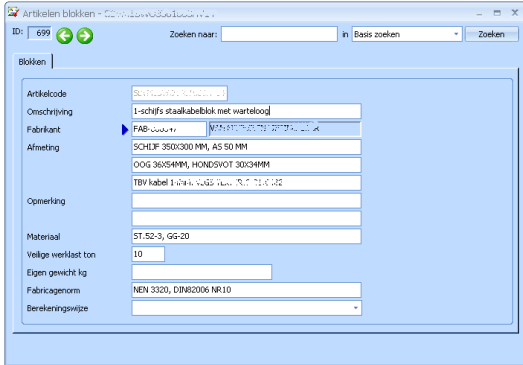 Artikelen blokken -
ID: 699 Zoeken naar: in Basis zoeken Zoeken
Blokken
Artikelcode
Omschrijving 1-schijfs staalkabelblok met warteloog
Fabrikant
Afmeting SCHIJF 350X300 MM, AS 50 MM
OOG 36X54MM, HONDSVOT 30X34MM
TBV kabel
Opmerking
Materiaal ST.52-3, GG-20
Veilige werklast ton 10
Eigen gewicht kg
Fabricagenorm NEN 3320, DIN82006 NR10
Berekeningswijze